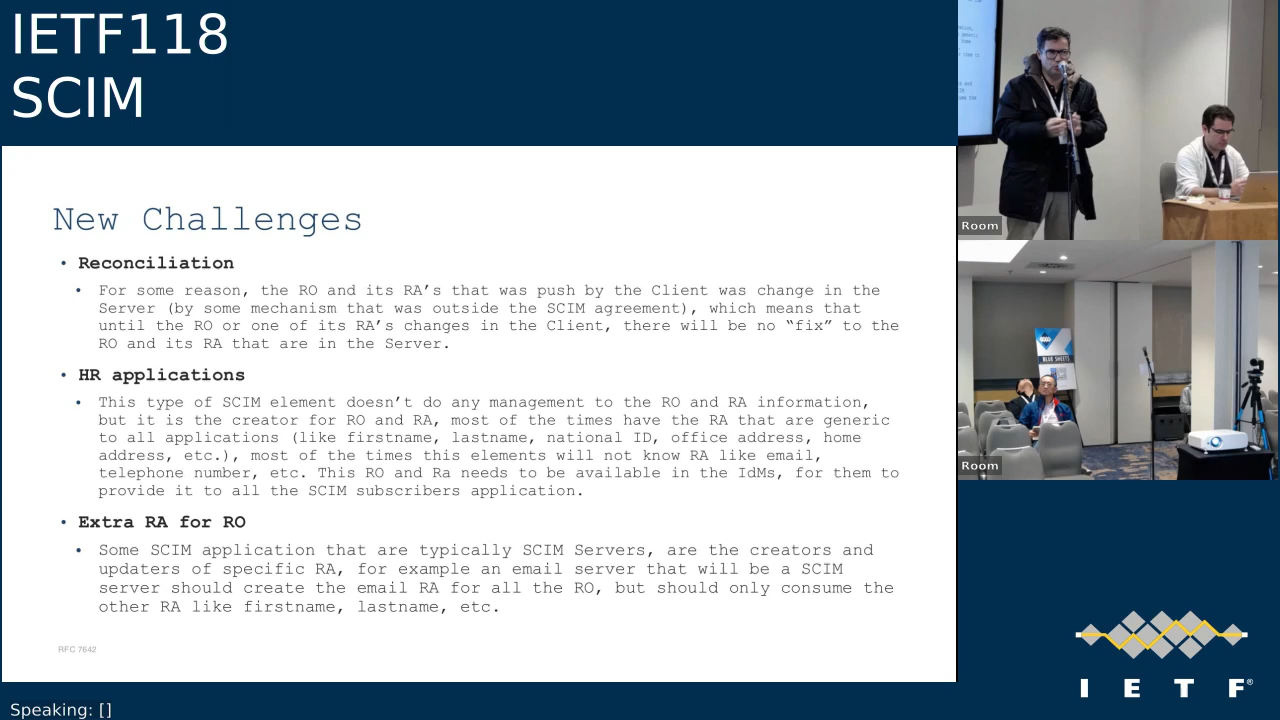 IETF118
SCIM
New Challenges
• Reconciliation
• For some reason, the RO and its RA’s that was push by the Client was change in the
Server (by some mechanism that was outside the SCIM agreement), which means that
until the RO or one of its RA’s changes in the Client, there will be no “fix” to the
RO and its RA that are in the Server.
• HR applications
• This type of SCIM element doesn’t do any management to the RO and RA information,
but it is the creator for RO and RA, most of the times have the RA that are generic
to all applications (like firstname, lastname, national ID, office address, home
address, etc.), most of the times this elements will not know RA like email,
telephone number, etc. This RO and Ra needs to be available in the IdMs, for them to
provide it to all the SCIM subscribers application.
• Extra RA for RO
• Some SCIM application that are typically SCIM Servers, are the creators and
updaters of specific RA, for example an email server that will be a SCIM
server should create the email RA for all the RO, but should only consume the
other RA like firstname, lastname, etc.
RFC 7642
Room
BLUE SHEETS
Room
IETF®
Speaking: []